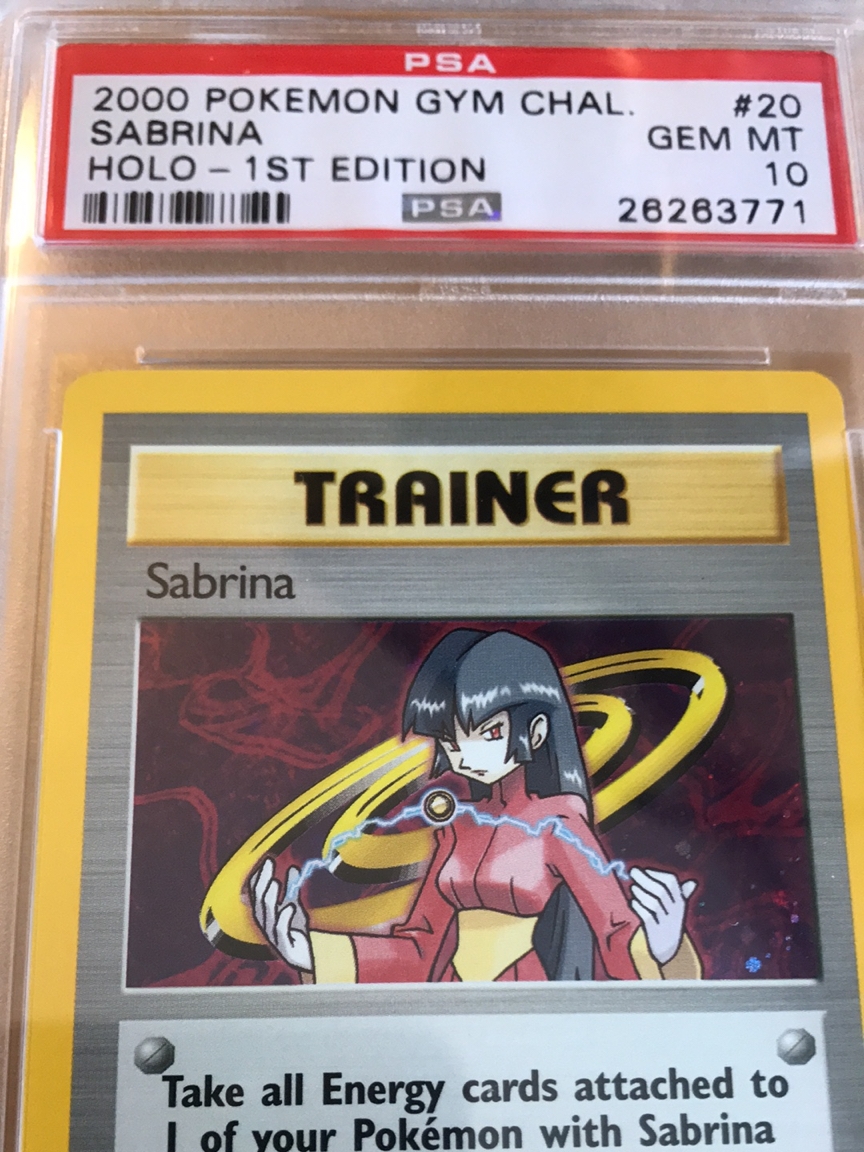 PSA
2000 POKEMON GYM CHAL. #20
SABRINA GEM MT
HOLO - 1ST EDITION 10
PSA 26263771
TRAINER
Sabrina
Take all Energy cards attached to
1 of your Pokémon with Sabrina